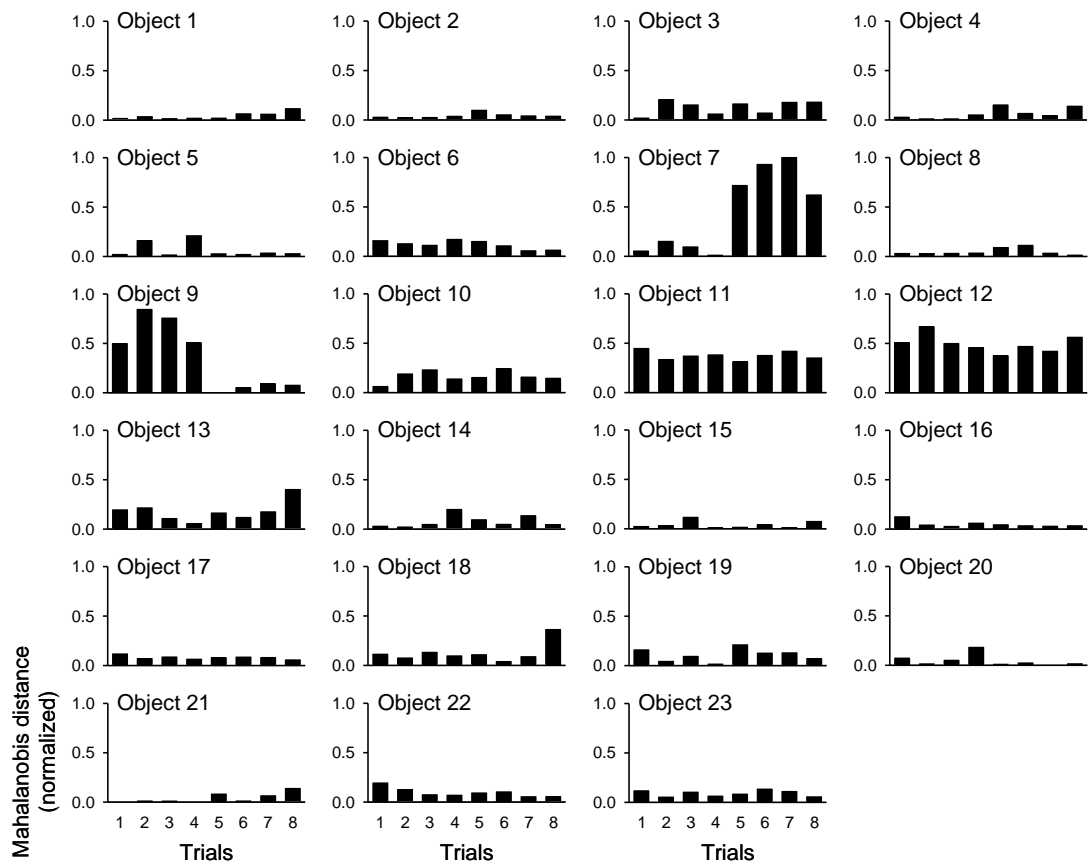 Object 1
1.0
0.5
0.0
Object 2
1.0
0.5
0.0
Object 3
1.0
0.5
0.0
Object 4
1.0
0.5
0.0
Object 5
1.0
0.5
0.0
Object 6
1.0
0.5
0.0
Object 7
1.0
0.5
0.0
Object 8
1.0
0.5
0.0
Object 9
1.0
0.5
0.0
Object 10
1.0
0.5
0.0
Object 11
1.0
0.5
0.0
Object 12
1.0
0.5
0.0
Object 13
1.0
0.5
0.0
Object 14
1.0
0.5
0.0
Object 15
1.0
0.5
0.0
Object 16
1.0
0.5
0.0
Object 17
1.0
0.5
0.0
Object 18
1.0
0.5
0.0
Object 19
1.0
0.5
0.0
Object 20
1.0
0.5
0.0
Object 21
1.0
0.5
0.0
1 2 3 4 5 6 7 8
Trials
Object 22
1.0
0.5
0.0
1 2 3 4 5 6 7 8
Trials
Object 23
1.0
0.5
0.0
1 2 3 4 5 6 7 8
Trials
Mahalanobis distance
(normalized)